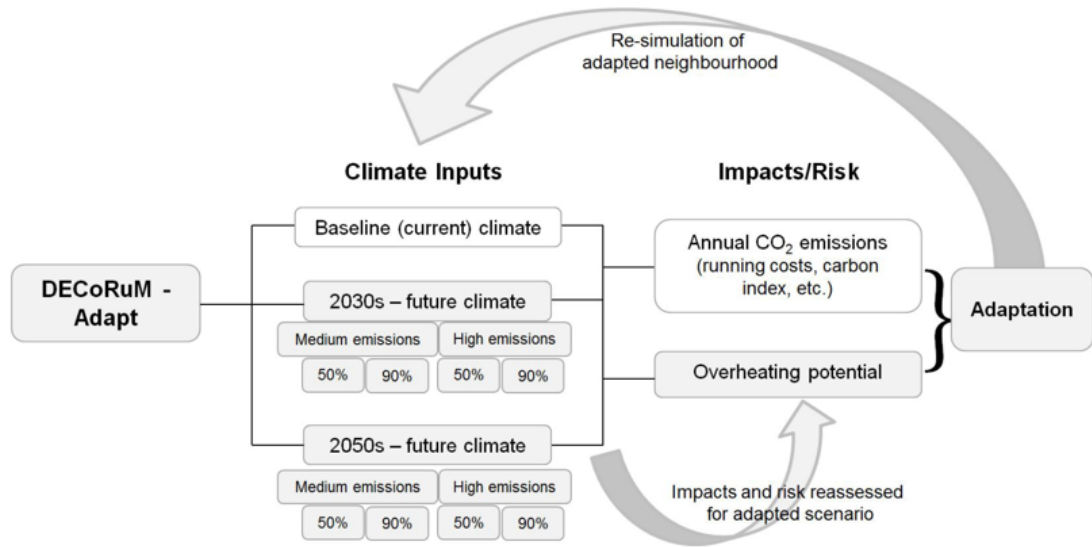 Re-simulation of
adapted neighbourhood
Climate Inputs
Impacts/Risk
DECoRuM -
Adapt
Baseline (current) climate
2030s – future climate
Medium emissions
High emissions
50%
90%
50%
90%
2050s – future climate
Medium emissions
High emissions
50%
90%
50%
90%
Annual CO₂ emissions
(running costs, carbon
index, etc.)
Overheating potential
Adaptation
Impacts and risk reassessed
for adapted scenario